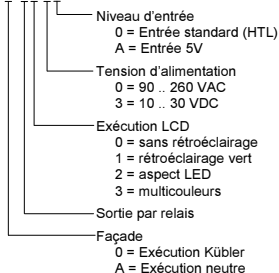 Niveau d'entrée
0 = Entrée standard (HTL)
A = Entrée 5V
Tension d'alimentation
0 = 90 .. 260 VAC
3 = 10 .. 30 VDC
Exécution LCD
0 = sans rétroéclairage
1 = rétroéclairage vert
2 = aspect LED
3 = multicouleurs
Sortie par relais
Façade
0 = Exécution Kübler
A = Exécution neutre